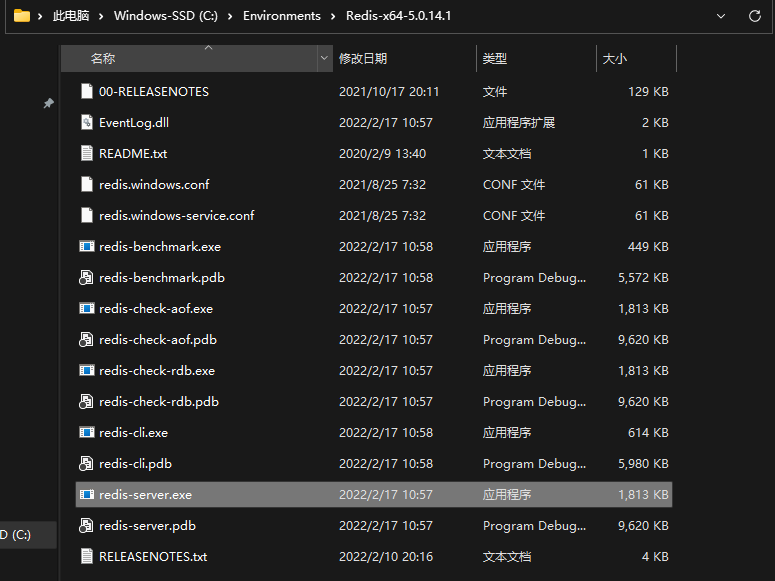 此电脑 › Windows-SSD (C:) › Environments › Redis-x64-5.0.14.1
名称 修改日期 类型 大小
00-RELEASENOTES 2021/10/17 20:11 文件 129 KB
EventLog.dll 2022/2/17 10:57 应用程序扩展 2 KB
README.txt 2020/2/9 13:40 文本文档 1 KB
redis.windows.conf 2021/8/25 7:32 CONF 文件 61 KB
redis.windows-service.conf 2021/8/25 7:32 CONF 文件 61 KB
redis-benchmark.exe 2022/2/17 10:58 应用程序 449 KB
redis-benchmark.pdb 2022/2/17 10:58 Program Debug... 5,572 KB
redis-check-aof.exe 2022/2/17 10:57 应用程序 1,813 KB
redis-check-aof.pdb 2022/2/17 10:57 Program Debug... 9,620 KB
redis-check-rdb.exe 2022/2/17 10:57 应用程序 1,813 KB
redis-check-rdb.pdb 2022/2/17 10:57 Program Debug... 9,620 KB
redis-cli.exe 2022/2/17 10:58 应用程序 614 KB
redis-cli.pdb 2022/2/17 10:58 Program Debug... 5,980 KB
redis-server.exe 2022/2/17 10:57 应用程序 1,813 KB
redis-server.pdb 2022/2/17 10:57 Program Debug... 9,620 KB
D (C:)
RELEASENOTES.txt 2022/2/10 20:16 文本文档 4 KB